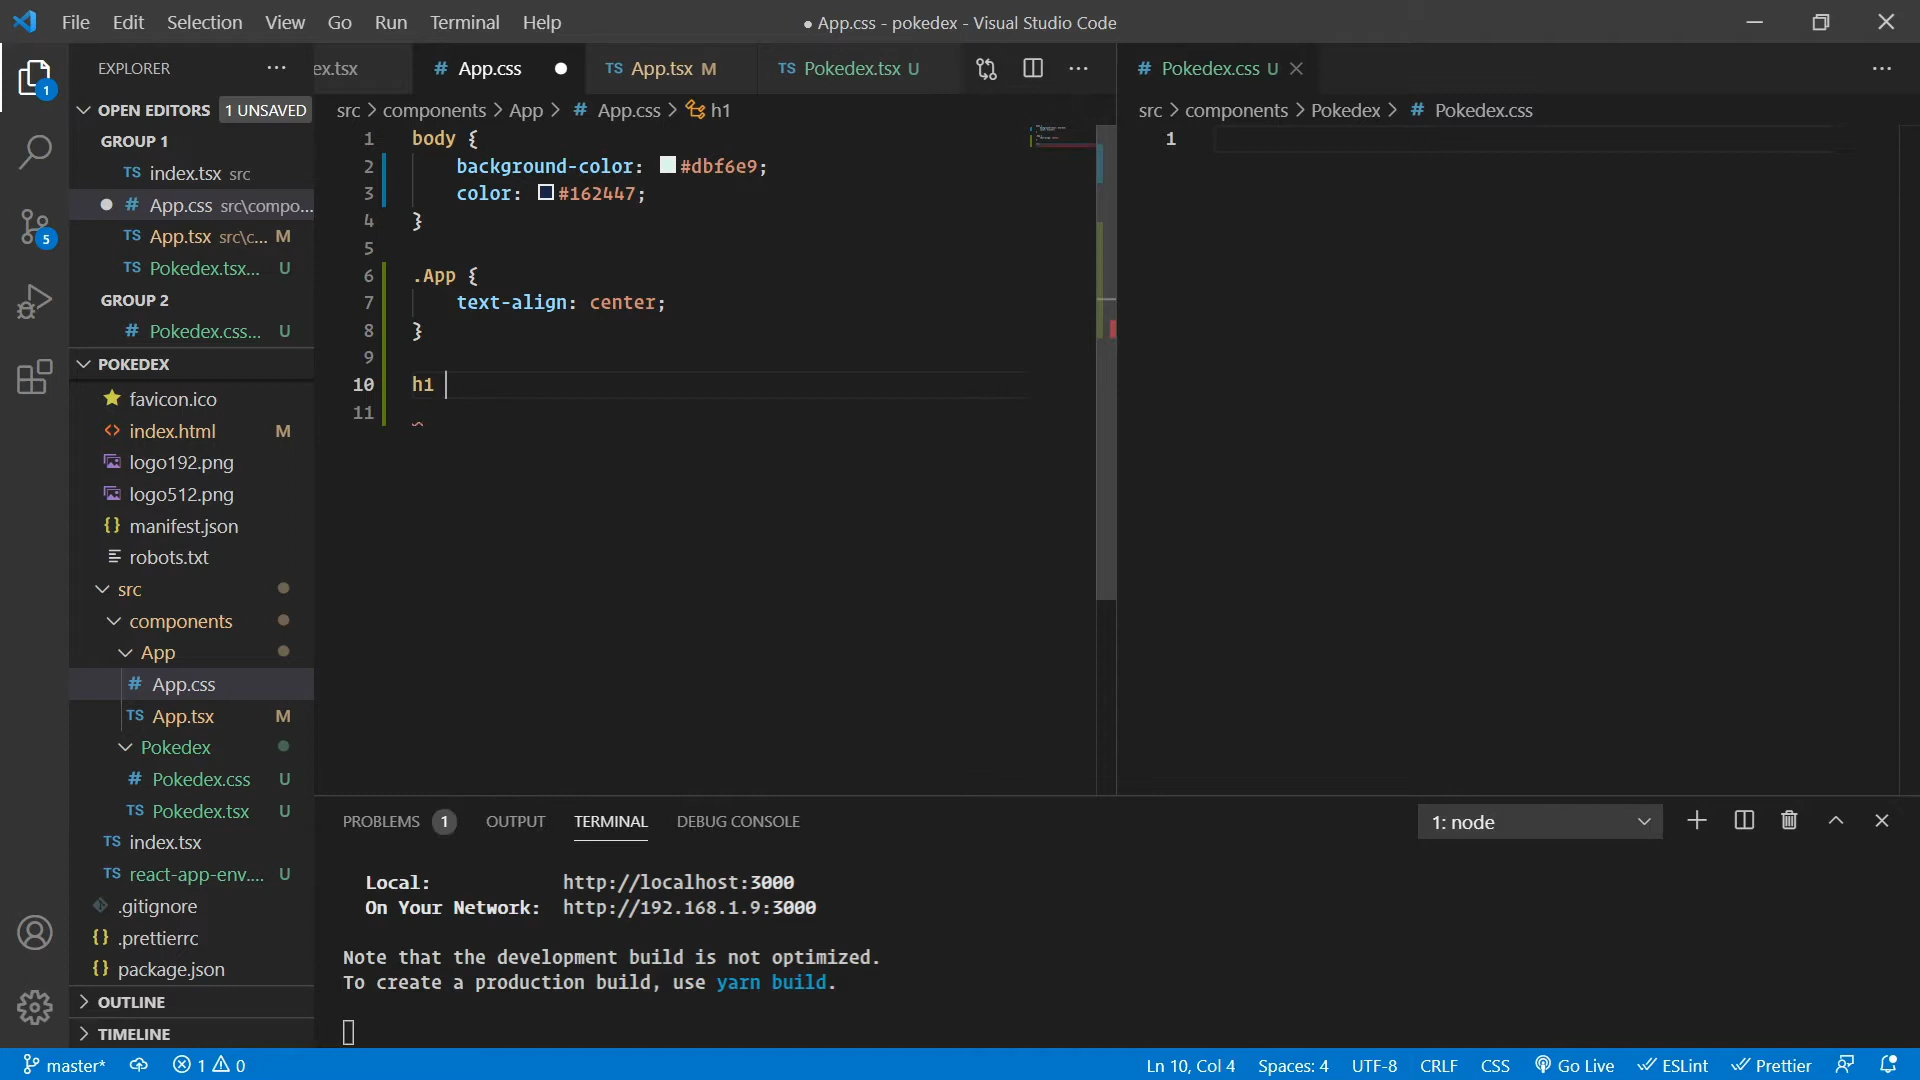 File Edit Selection View Go Run Terminal Help
● App.css - pokedex - Visual Studio Code
EXPLORER
ex.tsx
# App.css
TS App.tsx M
TS Pokedex.tsx U
# Pokedex.css U
1
OPEN EDITORS 1 UNSAVED
src > components > App > # App.css > h1
src > components > Pokedex > # Pokedex.css
GROUP 1
TS index.tsx src
# App.css src\compo...
TS App.tsx src\c... M
TS Pokedex.tsx... U
GROUP 2
# Pokedex.css... U
5
POKEDEX
favicon.ico
<> index.html M
logo192.png
logo512.png
{} manifest.json
robots.txt
src
components
App
# App.css
TS App.tsx M
Pokedex
# Pokedex.css U
TS Pokedex.tsx U
TS index.tsx
TS react-app-env.... U
.gitignore
{} .prettierrc
{} package.json
OUTLINE
TIMELINE
1 body {
2 background-color: #dbf6e9;
3 color: #162447;
4 }
5
6 .App {
7 text-align: center;
8 }
9
10 h1
11
1
PROBLEMS 1 OUTPUT TERMINAL DEBUG CONSOLE
1: node
Local: http://localhost:3000
On Your Network: http://192.168.1.9:3000
Note that the development build is not optimized.
To create a production build, use yarn build.
master* 1 0
Ln 10, Col 4 Spaces: 4 UTF-8 CRLF CSS Go Live ESLint Prettier